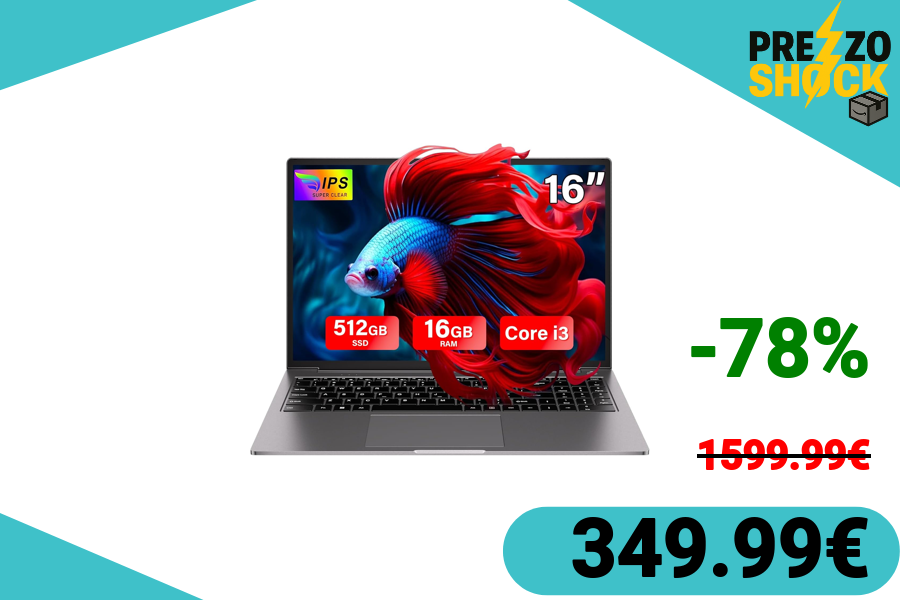 PREZZO
SHOCK
IPS
SUPER CLEAR
16”
512GB
SSD
16GB
RAM
Core i3
-78%
1599.99€
349.99€